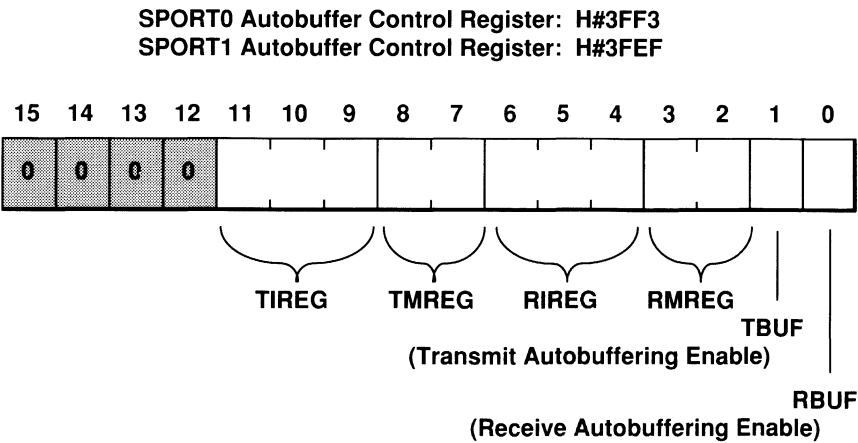 SPORT0 Autobuffer Control Register: H#3FF3
SPORT1 Autobuffer Control Register: H#3FEF
15 14 13 12 11 10 9 8 7 6 5 4 3 2 1 0
0 0 0 0
TIREG TMREG RIREG RMREG
TBUF
(Transmit Autobuffering Enable)
RBUF
(Receive Autobuffering Enable)